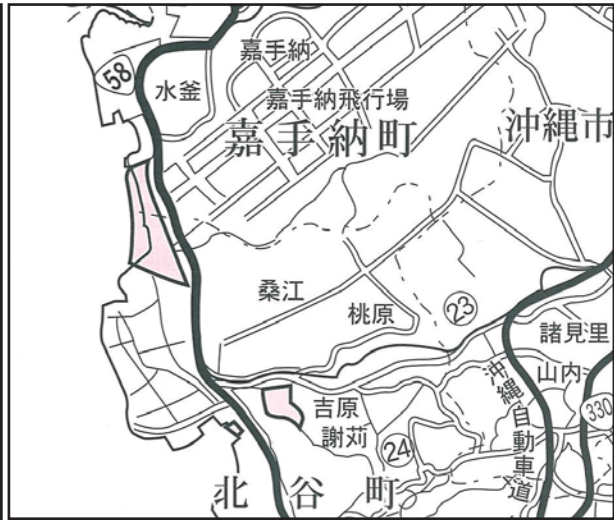 58
水釜
嘉手納
嘉手納飛行場
嘉手納町
沖縄市
桑江
桃原
23
諸見里
山内
沖縄自動車道
330
吉原
謝苅
24
北谷町